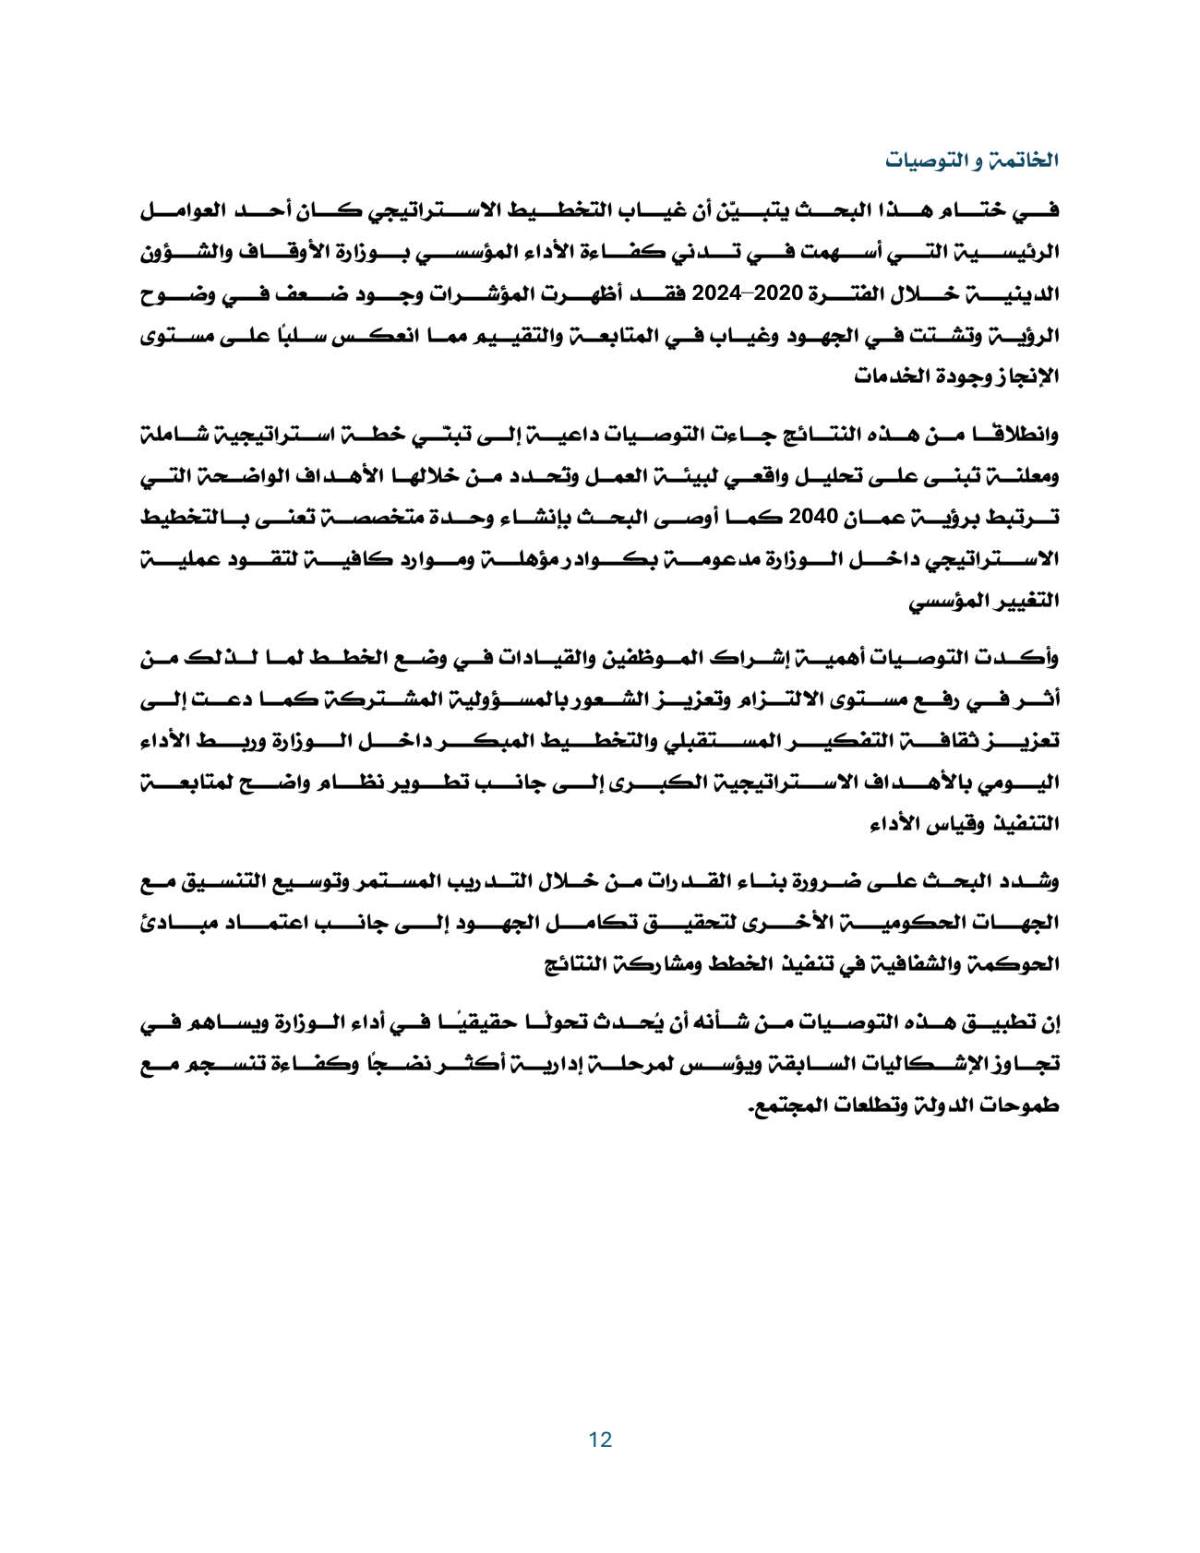 الخاتمة و التوصيات
في ختام هذا البحث يتبيّن أن غياب التخطيط الاستراتيجي كان أحد العوامل
الرئيسية التي أسهمت في تدني كفاءة الأداء المؤسسي بوزارة الأوقاف والشؤون
الدينية خلال الفترة 2020–2024 فقد أظهرت المؤشرات وجود ضعف في وضوح
الرؤية وتشتت في الجهود وغياب في المتابعة والتقييم مما انعكس سلبًا على مستوى
الإنجاز وجودة الخدمات
وانطلاقًا من هذه النتائج جاءت التوصيات داعية إلى تبنّي خطة استراتيجية شاملة
ومعلنة تبنى على تحليل واقعي لبيئة العمل وتحدد من خلالها الأهداف الواضحة التي
ترتبط برؤية عمان 2040 كما أوصى البحث بإنشاء وحدة متخصصة تعنى بالتخطيط
الاستراتيجي داخل الوزارة مدعومة بكوادر مؤهلة وموارد كافية لتقود عملية
التغيير المؤسسي
وأكدت التوصيات أهمية إشراك الموظفين والقيادات في وضع الخطط لما لذلك من
أثر في رفع مستوى الالتزام وتعزيز الشعور بالمسؤولية المشتركة كما دعت إلى
تعزيز ثقافة التفكير المستقبلي والتخطيط المبكر داخل الوزارة وربط الأداء
اليومي بالأهداف الاستراتيجية الكبرى إلى جانب تطوير نظام واضح لمتابعة
التنفيذ وقياس الأداء
وشدد البحث على ضرورة بناء القدرات من خلال التدريب المستمر وتوسيع التنسيق مع
الجهات الحكومية الأخرى لتحقيق تكامل الجهود إلى جانب اعتماد مبادئ
الحوكمة والشفافية في تنفيذ الخطط ومشاركة النتائج
إن تطبيق هذه التوصيات من شأنه أن يُحدث تحولًا حقيقيًا في أداء الوزارة ويساهم في
تجاوز الإشكاليات السابقة ويؤسس لمرحلة إدارية أكثر نضجًا وكفاءة تنسجم مع
طموحات الدولة وتطلعات المجتمع.
12